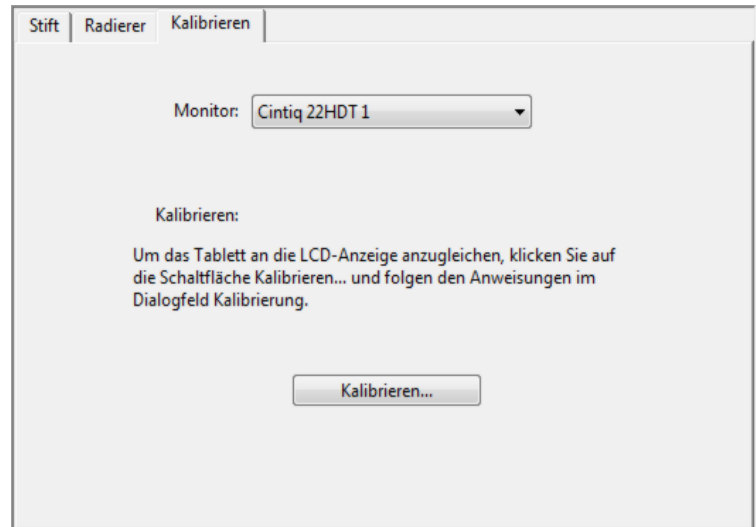 Stift Radierer Kalibrieren
Monitor: Cintiq 22HDT 1
Kalibrieren:
Um das Tablett an die LCD-Anzeige anzugleichen, klicken Sie auf
die Schaltfläche Kalibrieren... und folgen den Anweisungen im
Dialogfeld Kalibrierung.
Kalibrieren...